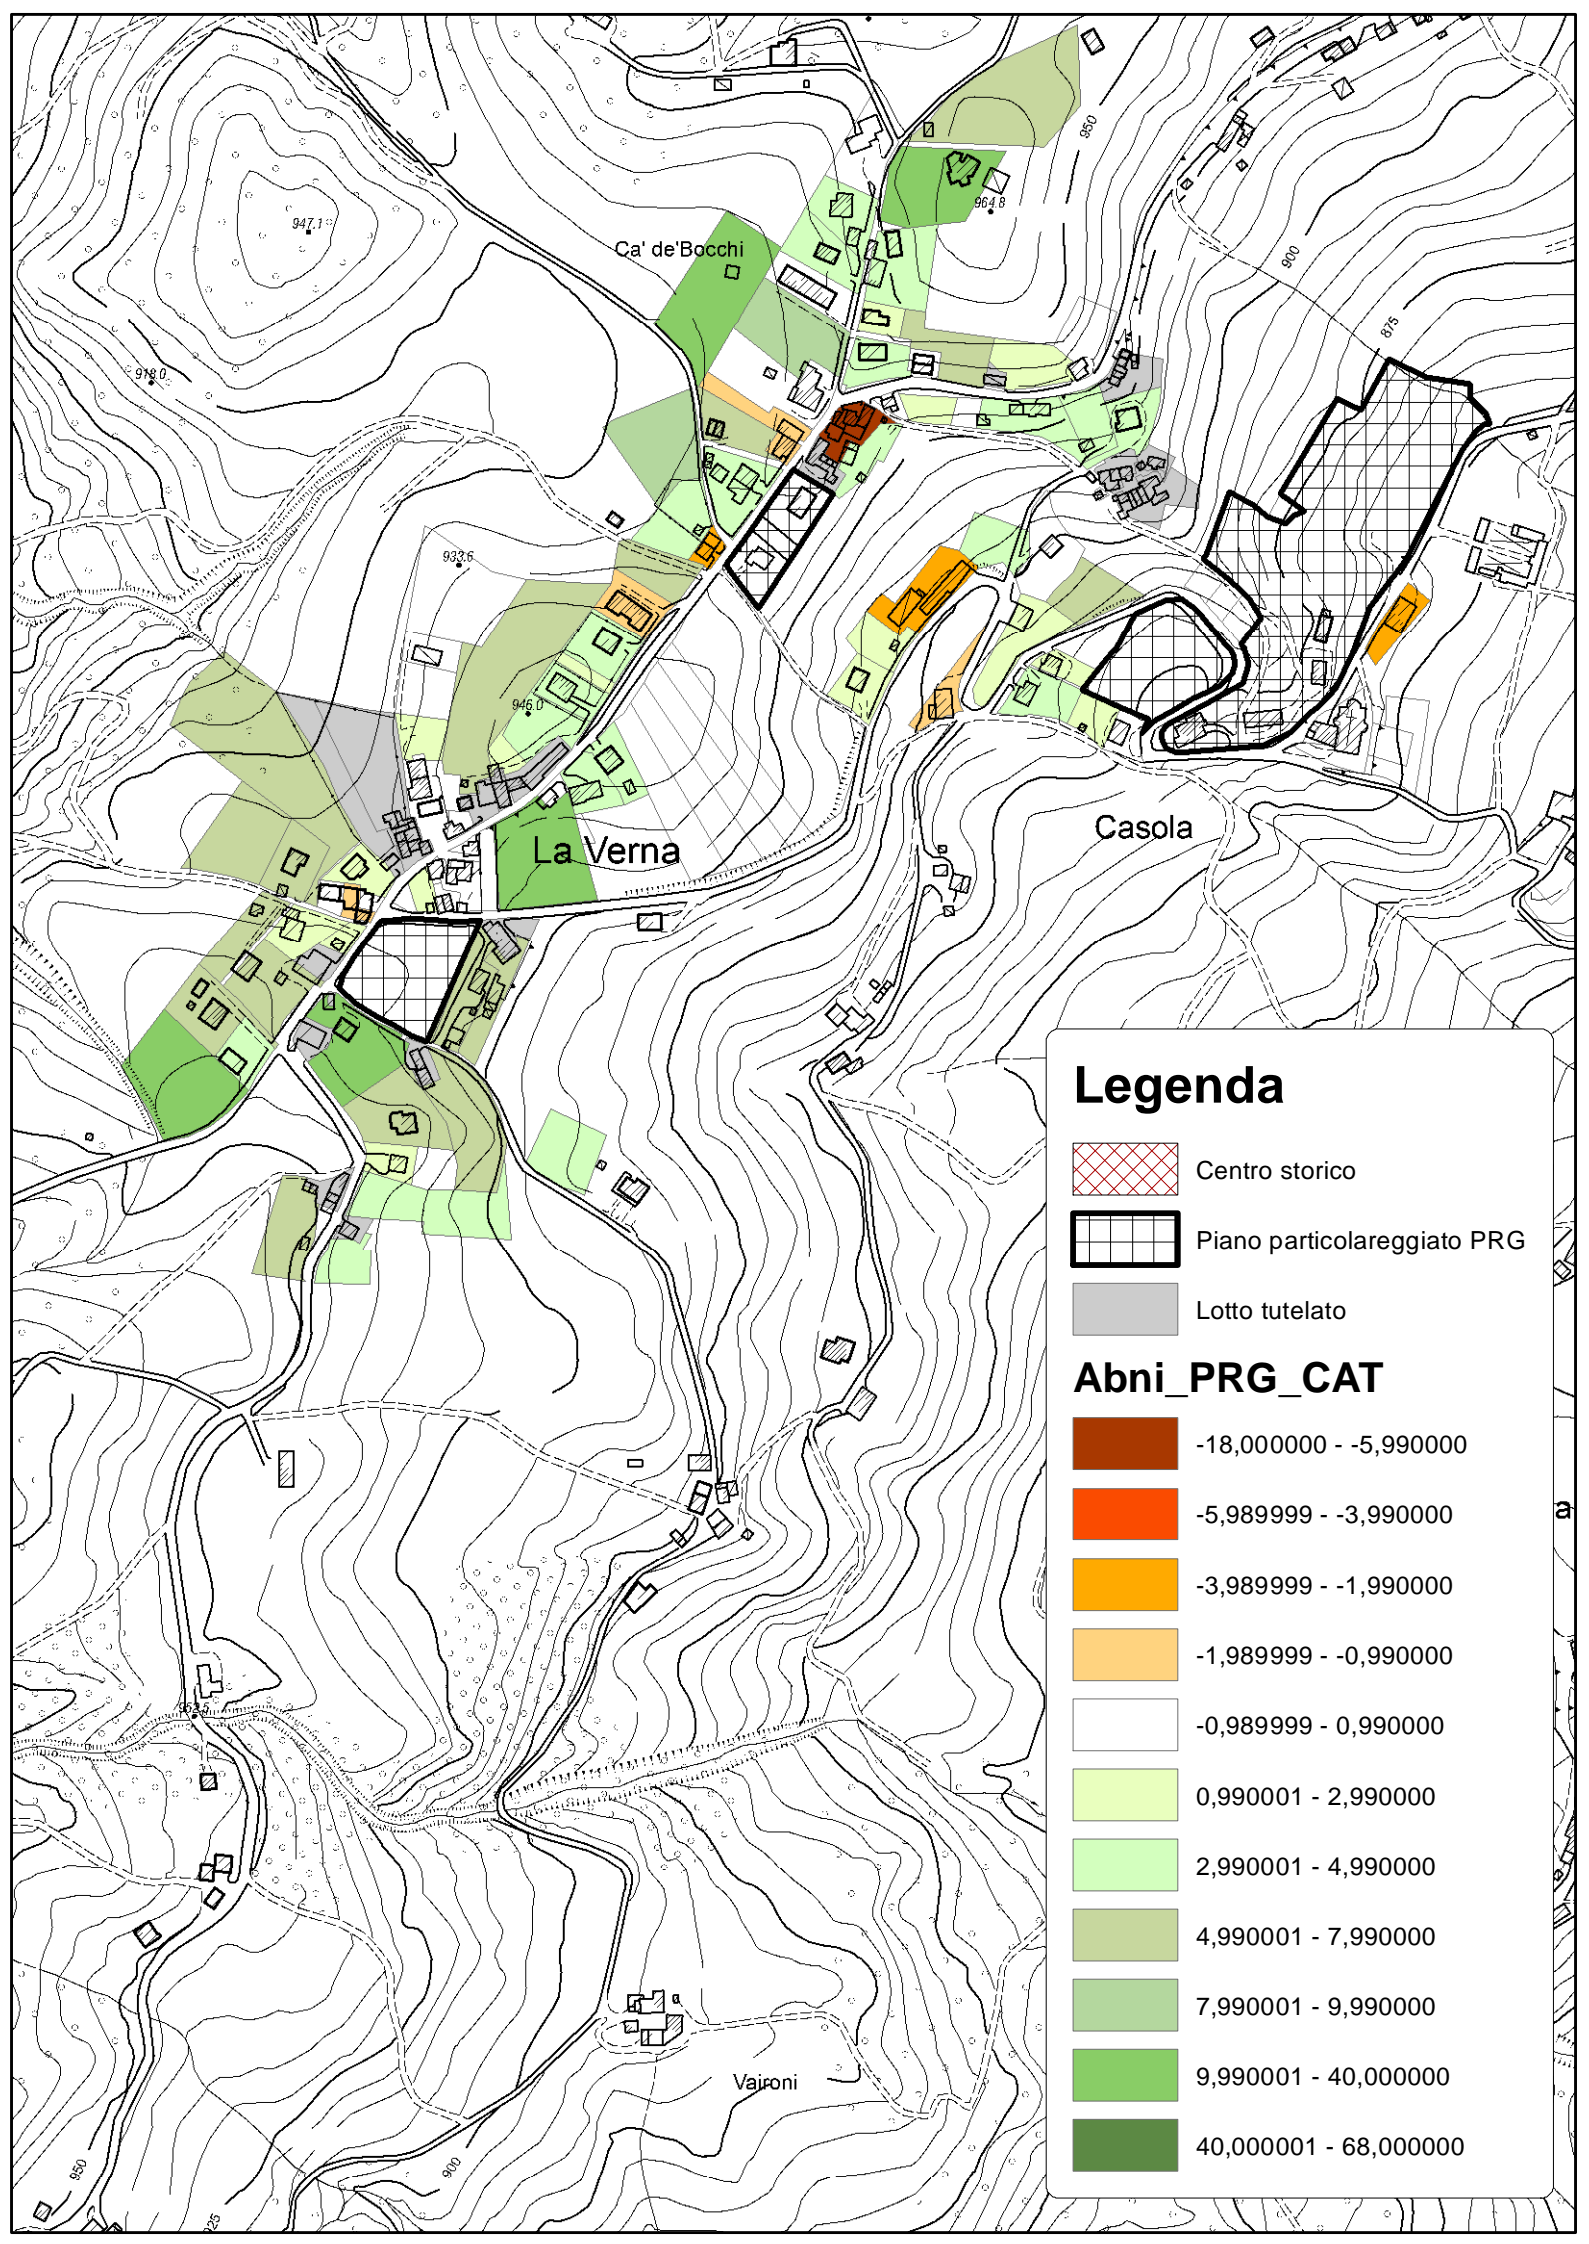 950
947.1
Ca' de'Bocchi
964.8
900
875
918.0
933.6
946.0
La Verna
Casola
Legenda
Centro storico
Piano particolareggiato PRG
Lotto tutelato
Abni_PRG_CAT
-18,000000 - -5,990000
-5,989999 - -3,990000
a
-3,989999 - -1,990000
-1,989999 - -0,990000
-0,989999 - 0,990000
952.5
0,990001 - 2,990000
2,990001 - 4,990000
4,990001 - 7,990000
7,990001 - 9,990000
9,990001 - 40,000000
Vaironi
40,000001 - 68,000000
950
900
925